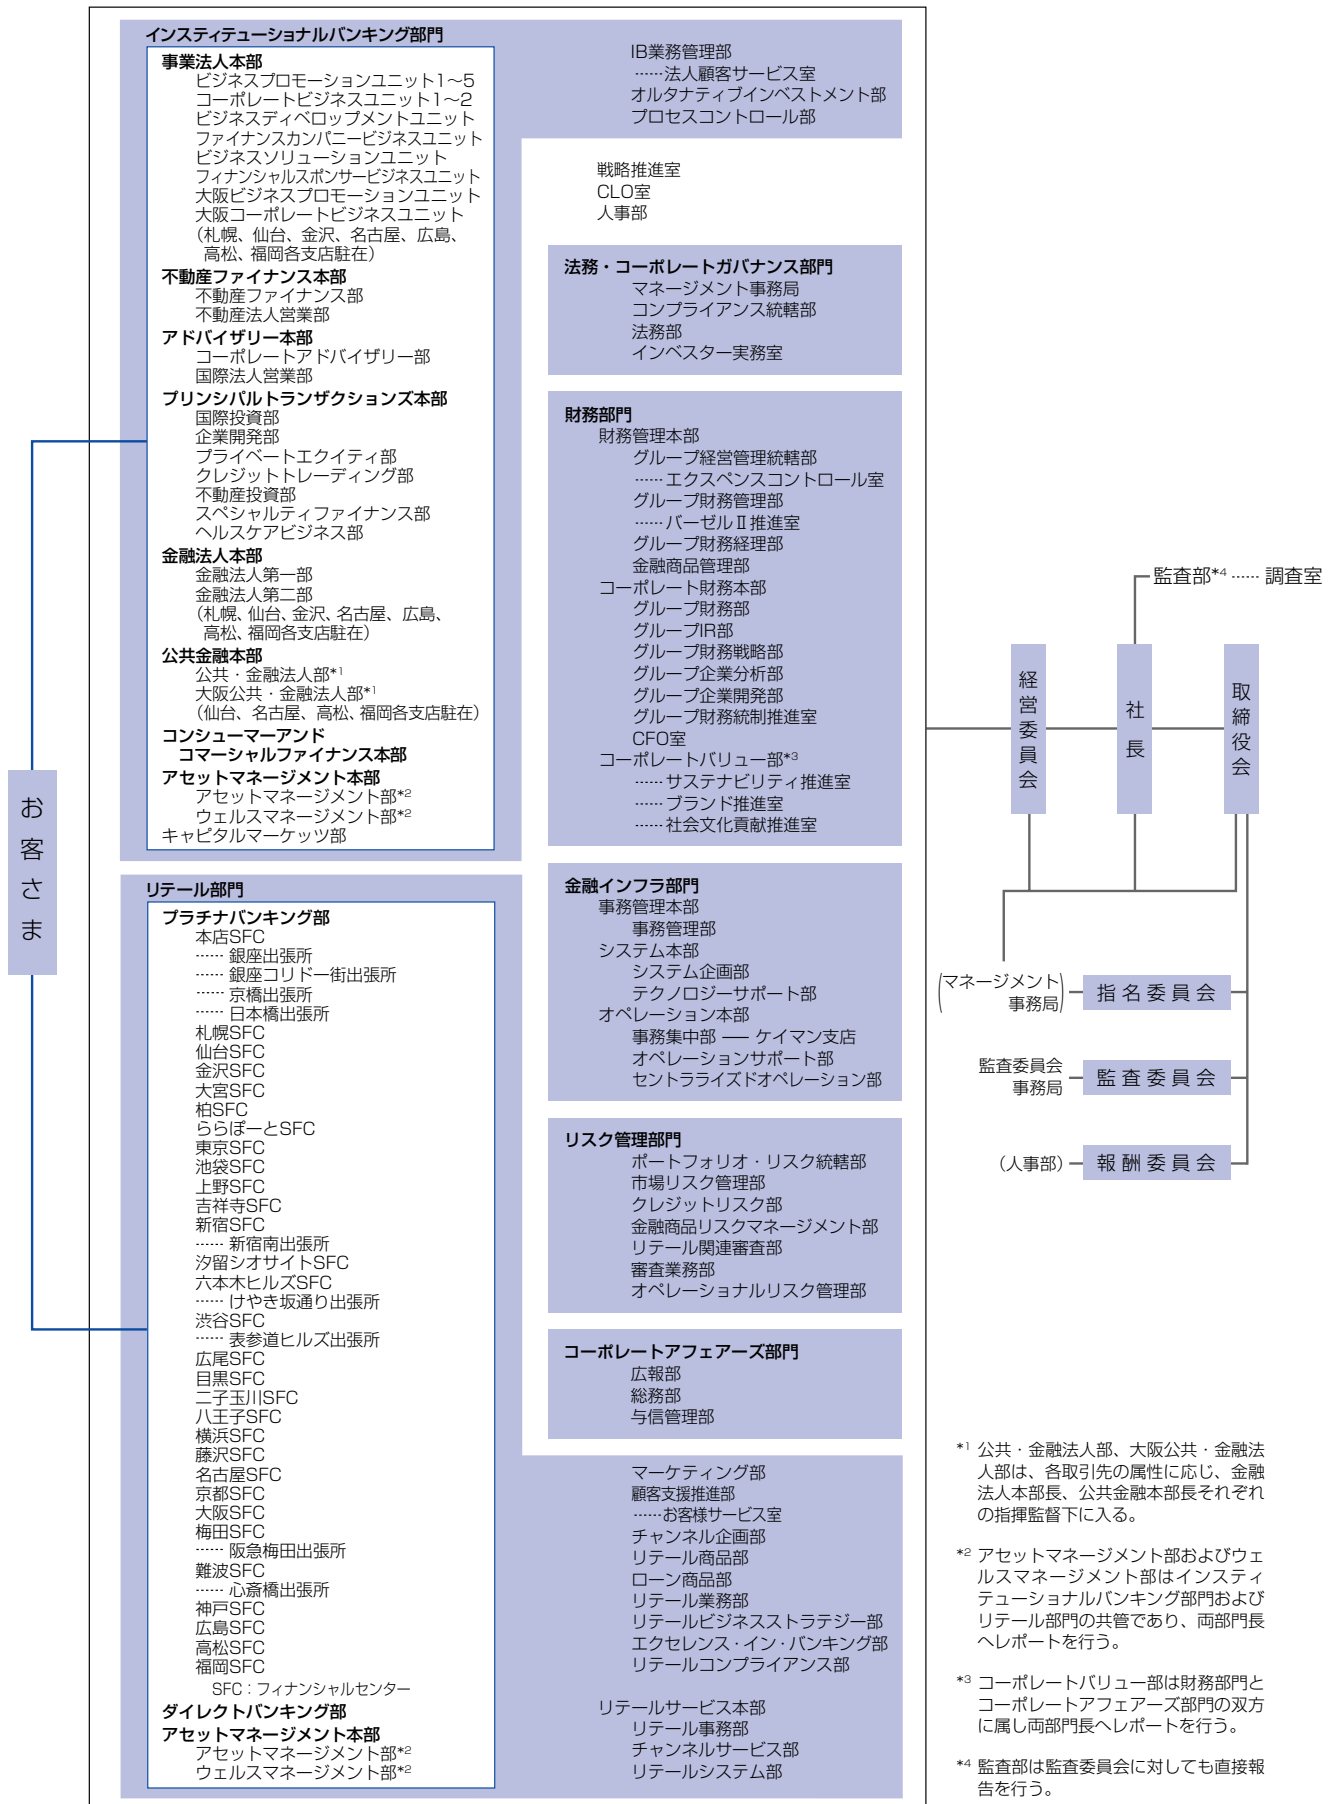 お客さま
インスティテューショナルバンキング部門
事業法人本部
ビジネスプロモーションユニット1～5
コーポレートビジネスユニット1～2
ビジネスディベロップメントユニット
ファイナンスカンパニービジネスユニット
ビジネスソリューションユニット
フィナンシャルスポンサービジネスユニット
大阪ビジネスプロモーションユニット
大阪コーポレートビジネスユニット
(札幌、仙台、金沢、名古屋、広島、
高松、福岡各支店駐在)
不動産ファイナンス本部
不動産ファイナンス部
不動産法人営業部
アドバイザリー本部
コーポレートアドバイザリー部
国際法人営業部
プリンシパルトランザクションズ本部
国際投資部
企業開発部
プライベートエクイティ部
クレジットトレーディング部
不動産投資部
スペシャルティファイナンス部
ヘルスケアビジネス部
金融法人本部
金融法人第一部
金融法人第二部
(札幌、仙台、金沢、名古屋、広島、
高松、福岡各支店駐在)
公共金融本部
公共・金融法人部*1
大阪公共・金融法人部*1
(仙台、名古屋、高松、福岡各支店駐在)
コンシューマーアンド
コマーシャルファイナンス本部
アセットマネージメント本部
アセットマネージメント部*2
ウェルスマネージメント部*2
キャピタルマーケッツ部
IB業務管理部
……法人顧客サービス室
オルタナティブインベストメント部
プロセスコントロール部
リテール部門
プラチナバンキング部
本店SFC
…… 銀座出張所
…… 銀座コリドー街出張所
…… 京橋出張所
…… 日本橋出張所
札幌SFC
仙台SFC
金沢SFC
大宮SFC
柏SFC
ららぽーとSFC
東京SFC
池袋SFC
上野SFC
吉祥寺SFC
新宿SFC
…… 新宿南出張所
汐留シオサイトSFC
六本木ヒルズSFC
…… けやき坂通り出張所
渋谷SFC
…… 表参道ヒルズ出張所
広尾SFC
目黒SFC
二子玉川SFC
八王子SFC
横浜SFC
藤沢SFC
名古屋SFC
京都SFC
大阪SFC
梅田SFC
…… 阪急梅田出張所
難波SFC
…… 心斎橋出張所
神戸SFC
広島SFC
高松SFC
福岡SFC
SFC：フィナンシャルセンター
ダイレクトバンキング部
アセットマネージメント本部
アセットマネージメント部*2
ウェルスマネージメント部*2
マーケティング部
顧客支援推進部
……お客様サービス室
チャンネル企画部
リテール商品部
ローン商品部
リテール業務部
リテールビジネスストラテジー部
エクセレンス・イン・バンキング部
リテールコンプライアンス部
リテールサービス本部
リテール事務部
チャンネルサービス部
リテールシステム部
戦略推進室
CLO室
人事部
法務・コーポレートガバナンス部門
マネージメント事務局
コンプライアンス統轄部
法務部
インベスター実務室
財務部門
財務管理本部
グループ経営管理統轄部
……エクスペンスコントロール室
グループ財務管理部
……バーゼルⅡ推進室
グループ財務経理部
金融商品管理部
コーポレート財務本部
グループ財務部
グループIR部
グループ財務戦略部
グループ企業分析部
グループ企業開発部
グループ財務統制推進室
CFO室
コーポレートバリュー部*3
……サステナビリティ推進室
……ブランド推進室
……社会文化貢献推進室
金融インフラ部門
事務管理本部
事務管理部
システム本部
システム企画部
テクノロジーサポート部
オペレーション本部
事務集中部 ── ケイマン支店
オペレーションサポート部
セントラライズドオペレーション部
リスク管理部門
ポートフォリオ・リスク統轄部
市場リスク管理部
クレジットリスク部
金融商品リスクマネージメント部
リテール関連審査部
審査業務部
オペレーショナルリスク管理部
コーポレートアフェアーズ部門
広報部
総務部
与信管理部
監査部*4 …… 調査室
経営委員会
社長
取締役会
(マネージメント
事務局)
指名委員会
監査委員会
事務局
監査委員会
(人事部)
報酬委員会
*1 公共・金融法人部、大阪公共・金融法
人部は、各取引先の属性に応じ、金融
法人本部長、公共金融本部長それぞれ
の指揮監督下に入る。
*2 アセットマネージメント部およびウェ
ルスマネージメント部はインスティ
テューショナルバンキング部門および
リテール部門の共管であり、両部門長
へレポートを行う。
*3 コーポレートバリュー部は財務部門と
コーポレートアフェアーズ部門の双方
に属し両部門長へレポートを行う。
*4 監査部は監査委員会に対しても直接報
告を行う。